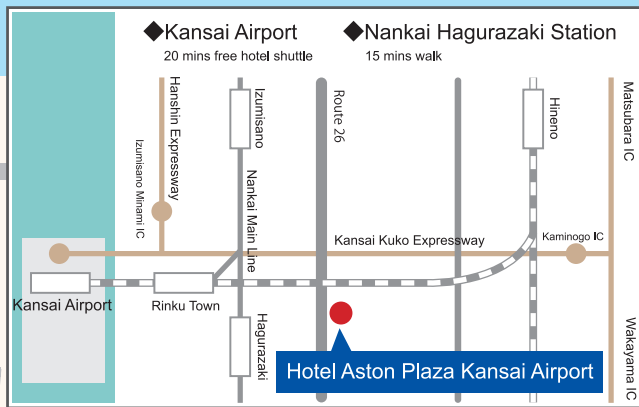 ◆Kansai Airport
20 mins free hotel shuttle
◆Nankai Hagurazaki Station
15 mins walk
Hanshin Expressway
Izumisano Minami IC
Izumisano
Nankai Main Line
Route 26
Hineno
Matsubara IC
Kansai Kuko Expressway
Kaminogo IC
Kansai Airport
Rinku Town
Hagurazaki
Wakayama IC
Hotel Aston Plaza Kansai Airport